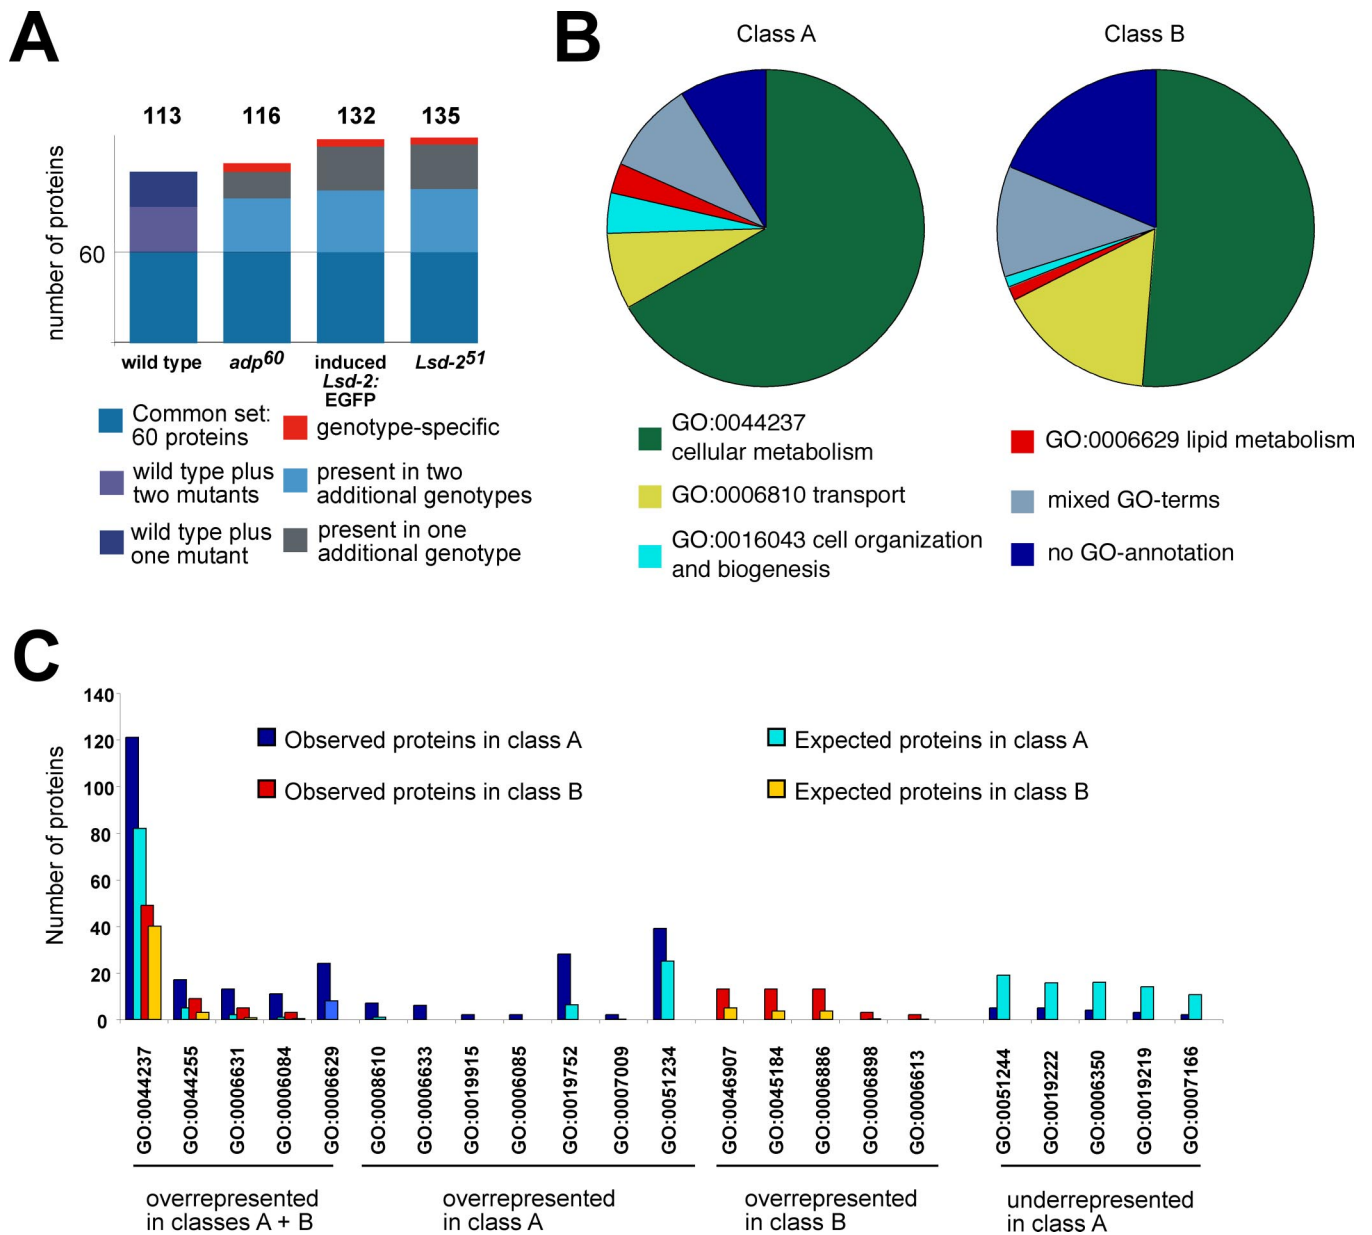 A
113
116
132
135
number of proteins
60
wild type
adp60
induced
Lsd-2:
EGFP
Lsd-251
Common set:
60 proteins
wild type plus
two mutants
wild type plus
one mutant
genotype-specific
present in two
additional genotypes
present in one
additional genotype
B
Class A
Class B
GO:0044237
cellular metabolism
GO:0006810 transport
GO:0016043 cell organization
and biogenesis
GO:0006629 lipid metabolism
mixed GO-terms
no GO-annotation
C
Number of proteins
140
120
100
80
60
40
20
0
Observed proteins in class A
Observed proteins in class B
Expected proteins in class A
Expected proteins in class B
GO:0044237
GO:0044255
GO:0006631
GO:0006084
GO:0006629
GO:0008610
GO:0006633
GO:0019915
GO:0006085
GO:0019752
GO:0007009
GO:0051234
GO:0046907
GO:0045184
GO:0006886
GO:0006898
GO:0006613
GO:0051244
GO:0019222
GO:0006350
GO:0019219
GO:0007166
overrepresented
in classes A + B
overrepresented
in class A
overrepresented
in class B
underrepresented
in class A